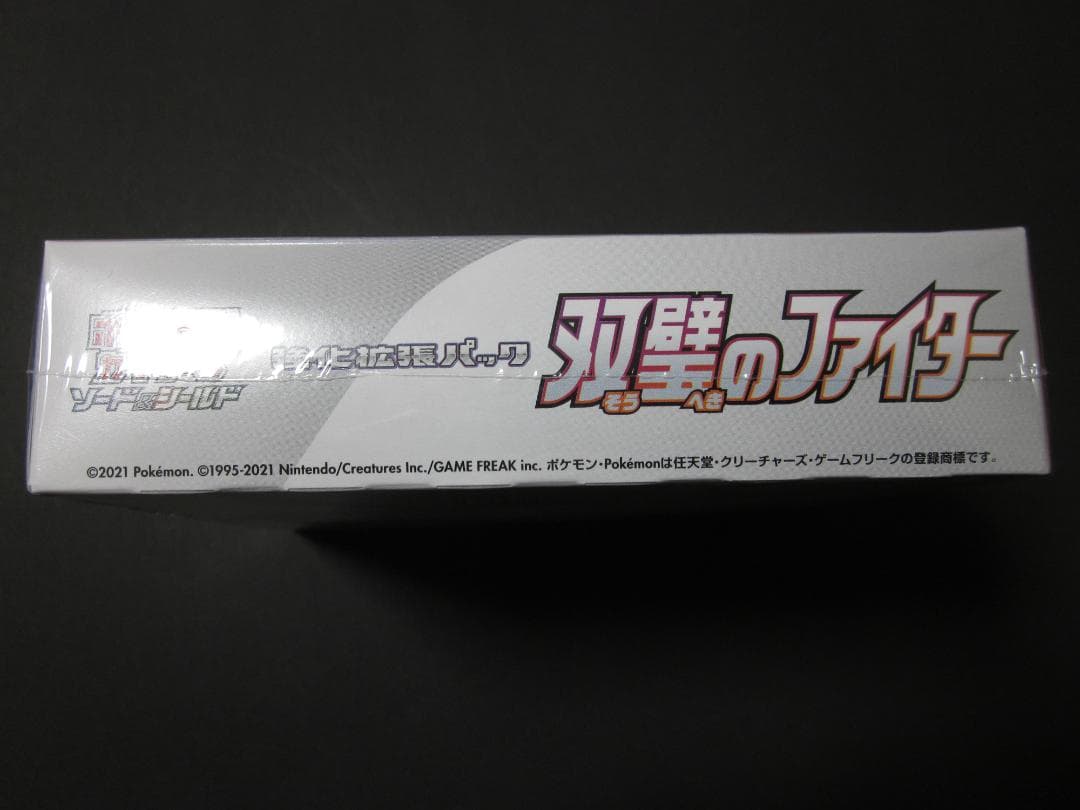 ソード&シールド
強化拡張パック
双壁のファイター
そう へき
©2021 Pokémon. ©1995-2021 Nintendo/Creatures Inc./GAME FREAK inc. ポケモン・Pokémonは任天堂・クリーチャーズ・ゲームフリークの登録商標です。